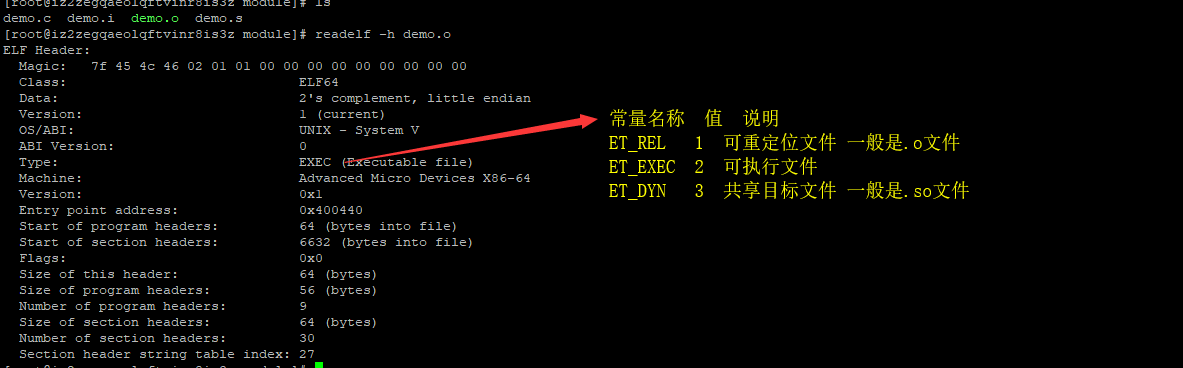 [root@iz2zegqaeolqftvinr8is3z module]# ls
demo.c  demo.i  demo.o  demo.s
[root@iz2zegqaeolqftvinr8is3z module]# readelf -h demo.o
ELF Header:
  Magic:   7f 45 4c 46 02 01 01 00 00 00 00 00 00 00 00 00
  Class:                             ELF64
  Data:                              2's complement, little endian
  Version:                           1 (current)
  OS/ABI:                            UNIX - System V
  ABI Version:                       0
  Type:                              EXEC (Executable file)
  Machine:                           Advanced Micro Devices X86-64
  Version:                           0x1
  Entry point address:               0x400440
  Start of program headers:          64 (bytes into file)
  Start of section headers:          6632 (bytes into file)
  Flags:                             0x0
  Size of this header:               64 (bytes)
  Size of program headers:           56 (bytes)
  Number of program headers:         9
  Size of section headers:           64 (bytes)
  Number of section headers:         30
  Section header string table index: 27
常量名称  值  说明
ET_REL  1  可重定位文件 一般是.o文件
ET_EXEC  2  可执行文件
ET_DYN  3  共享目标文件 一般是.so文件